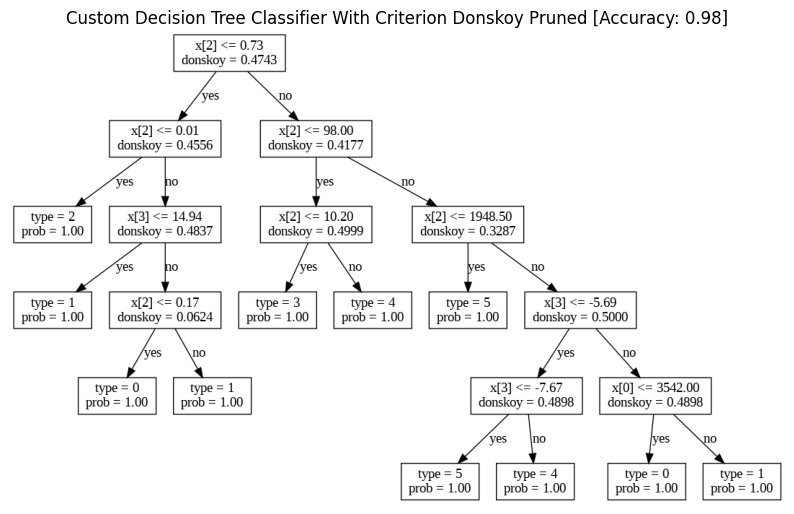 Custom Decision Tree Classifier With Criterion Donskoy Pruned [Accuracy: 0.98]
x[2] <= 0.73
donskoy = 0.4743
yes
no
x[2] <= 0.01
donskoy = 0.4556
x[2] <= 98.00
donskoy = 0.4177
yes
no
yes
no
type = 2
prob = 1.00
x[3] <= 14.94
donskoy = 0.4837
x[2] <= 10.20
donskoy = 0.4999
x[2] <= 1948.50
donskoy = 0.3287
yes
no
yes
no
yes
no
type = 1
prob = 1.00
x[2] <= 0.17
donskoy = 0.0624
type = 3
prob = 1.00
type = 4
prob = 1.00
type = 5
prob = 1.00
x[3] <= -5.69
donskoy = 0.5000
yes
no
yes
no
type = 0
prob = 1.00
type = 1
prob = 1.00
x[3] <= -7.67
donskoy = 0.4898
x[0] <= 3542.00
donskoy = 0.4898
yes
no
yes
no
type = 5
prob = 1.00
type = 4
prob = 1.00
type = 0
prob = 1.00
type = 1
prob = 1.00